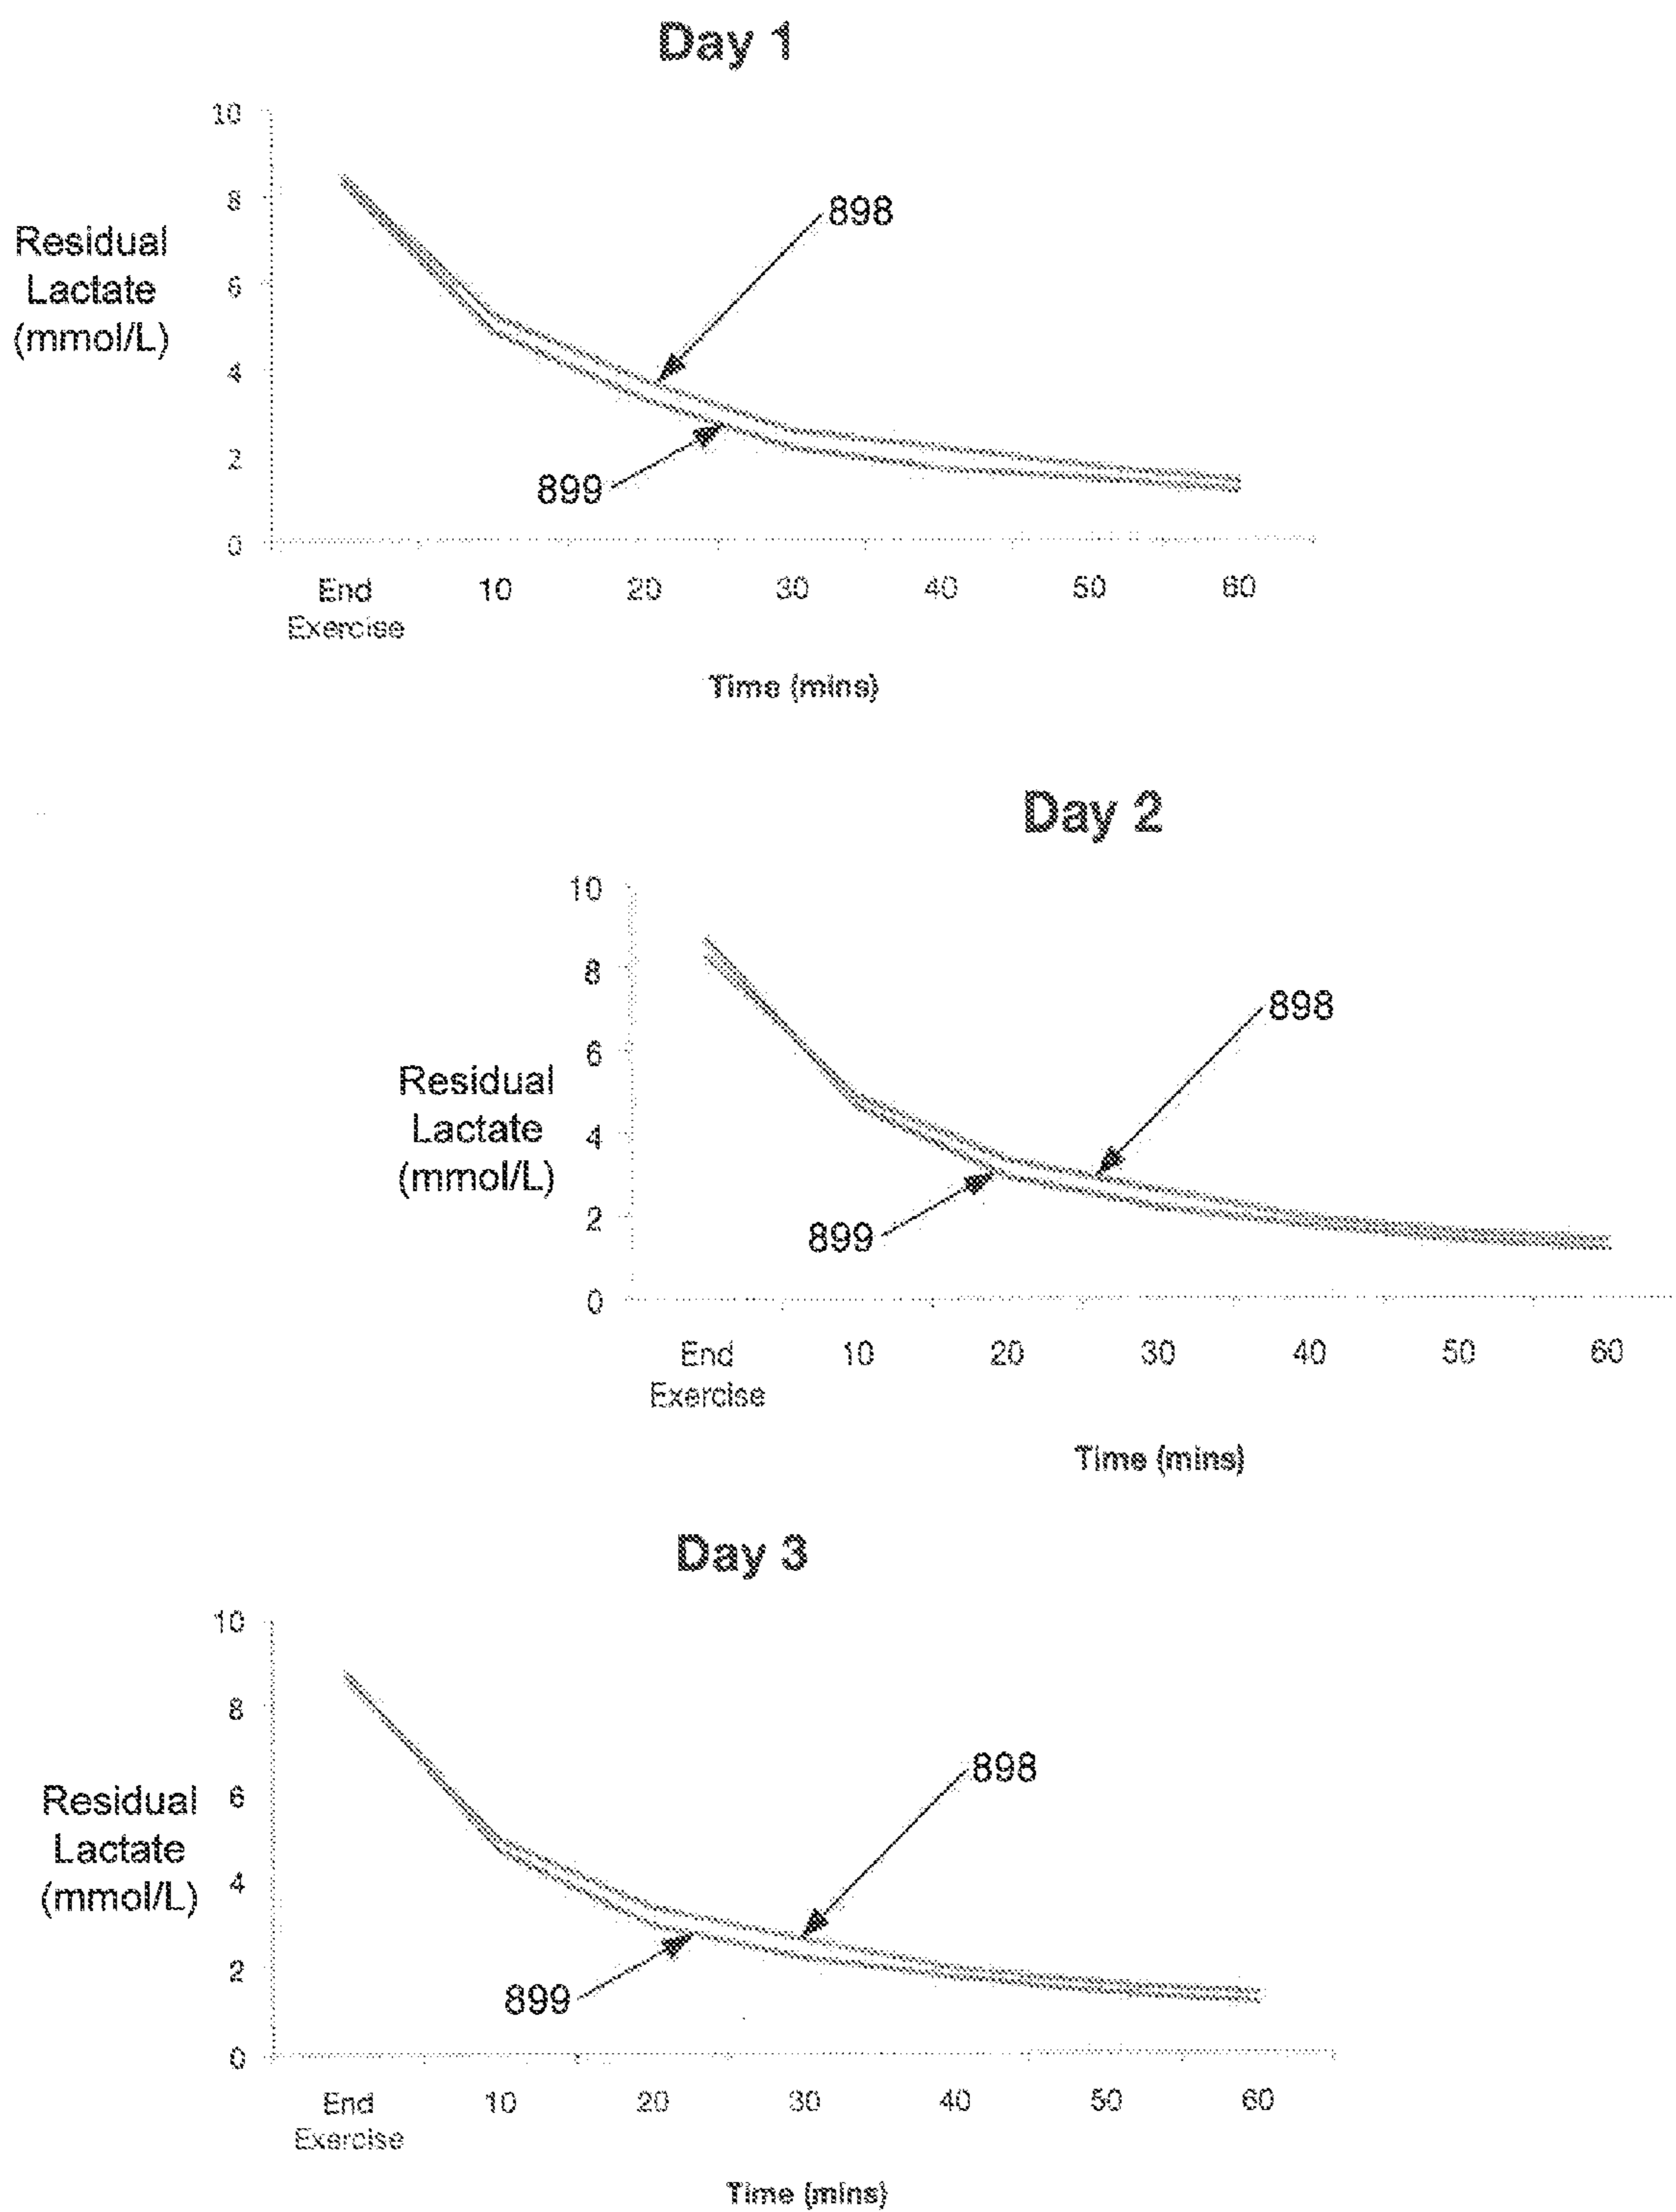 Day 1
10
8
6
4
2
0
Residual
Lactate
(mmol/L)
898
899
End
Exercise
10
20
30
40
50
60
Time (mins)
Day 2
10
8
6
4
2
0
Residual
Lactate
(mmol/L)
898
899
End
Exercise
10
20
30
40
50
60
Time (mins)
Day 3
10
8
6
4
2
0
Residual
Lactate
(mmol/L)
898
899
End
Exercise
10
20
30
40
50
60
Time (mins)